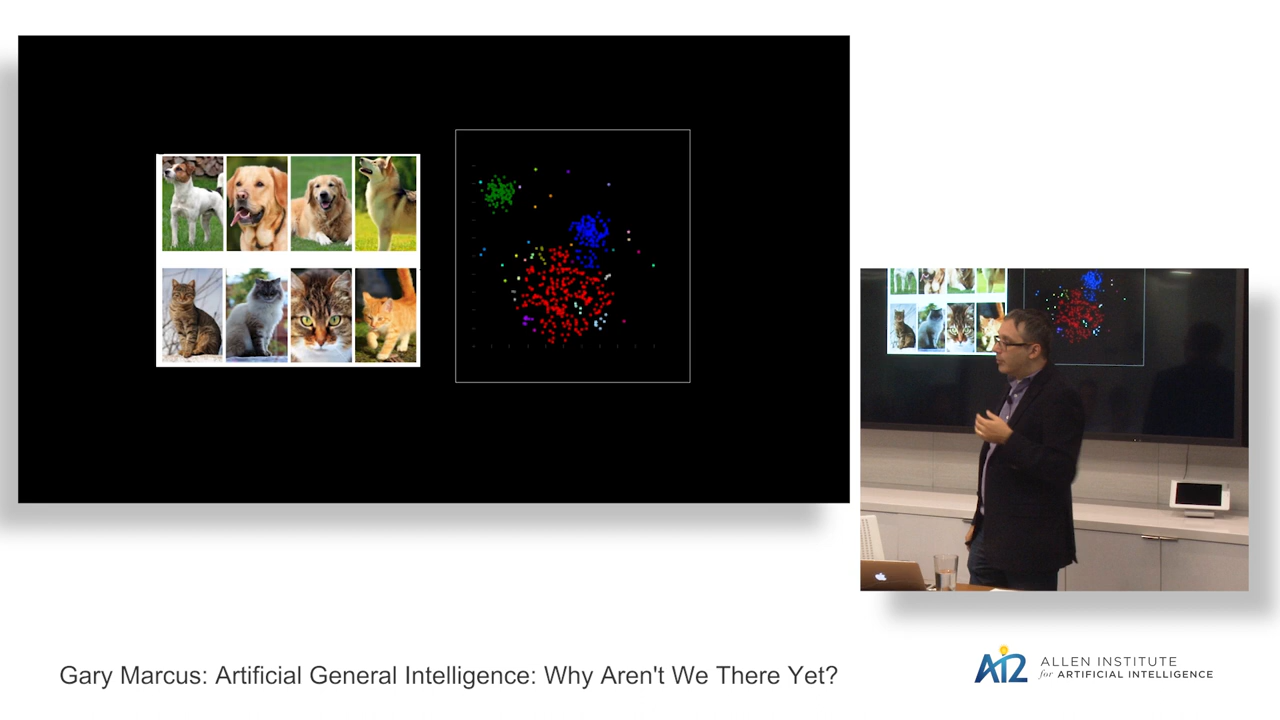 Gary Marcus: Artificial General Intelligence: Why Aren't We There Yet?
AI2
ALLEN INSTITUTE
for ARTIFICIAL INTELLIGENCE